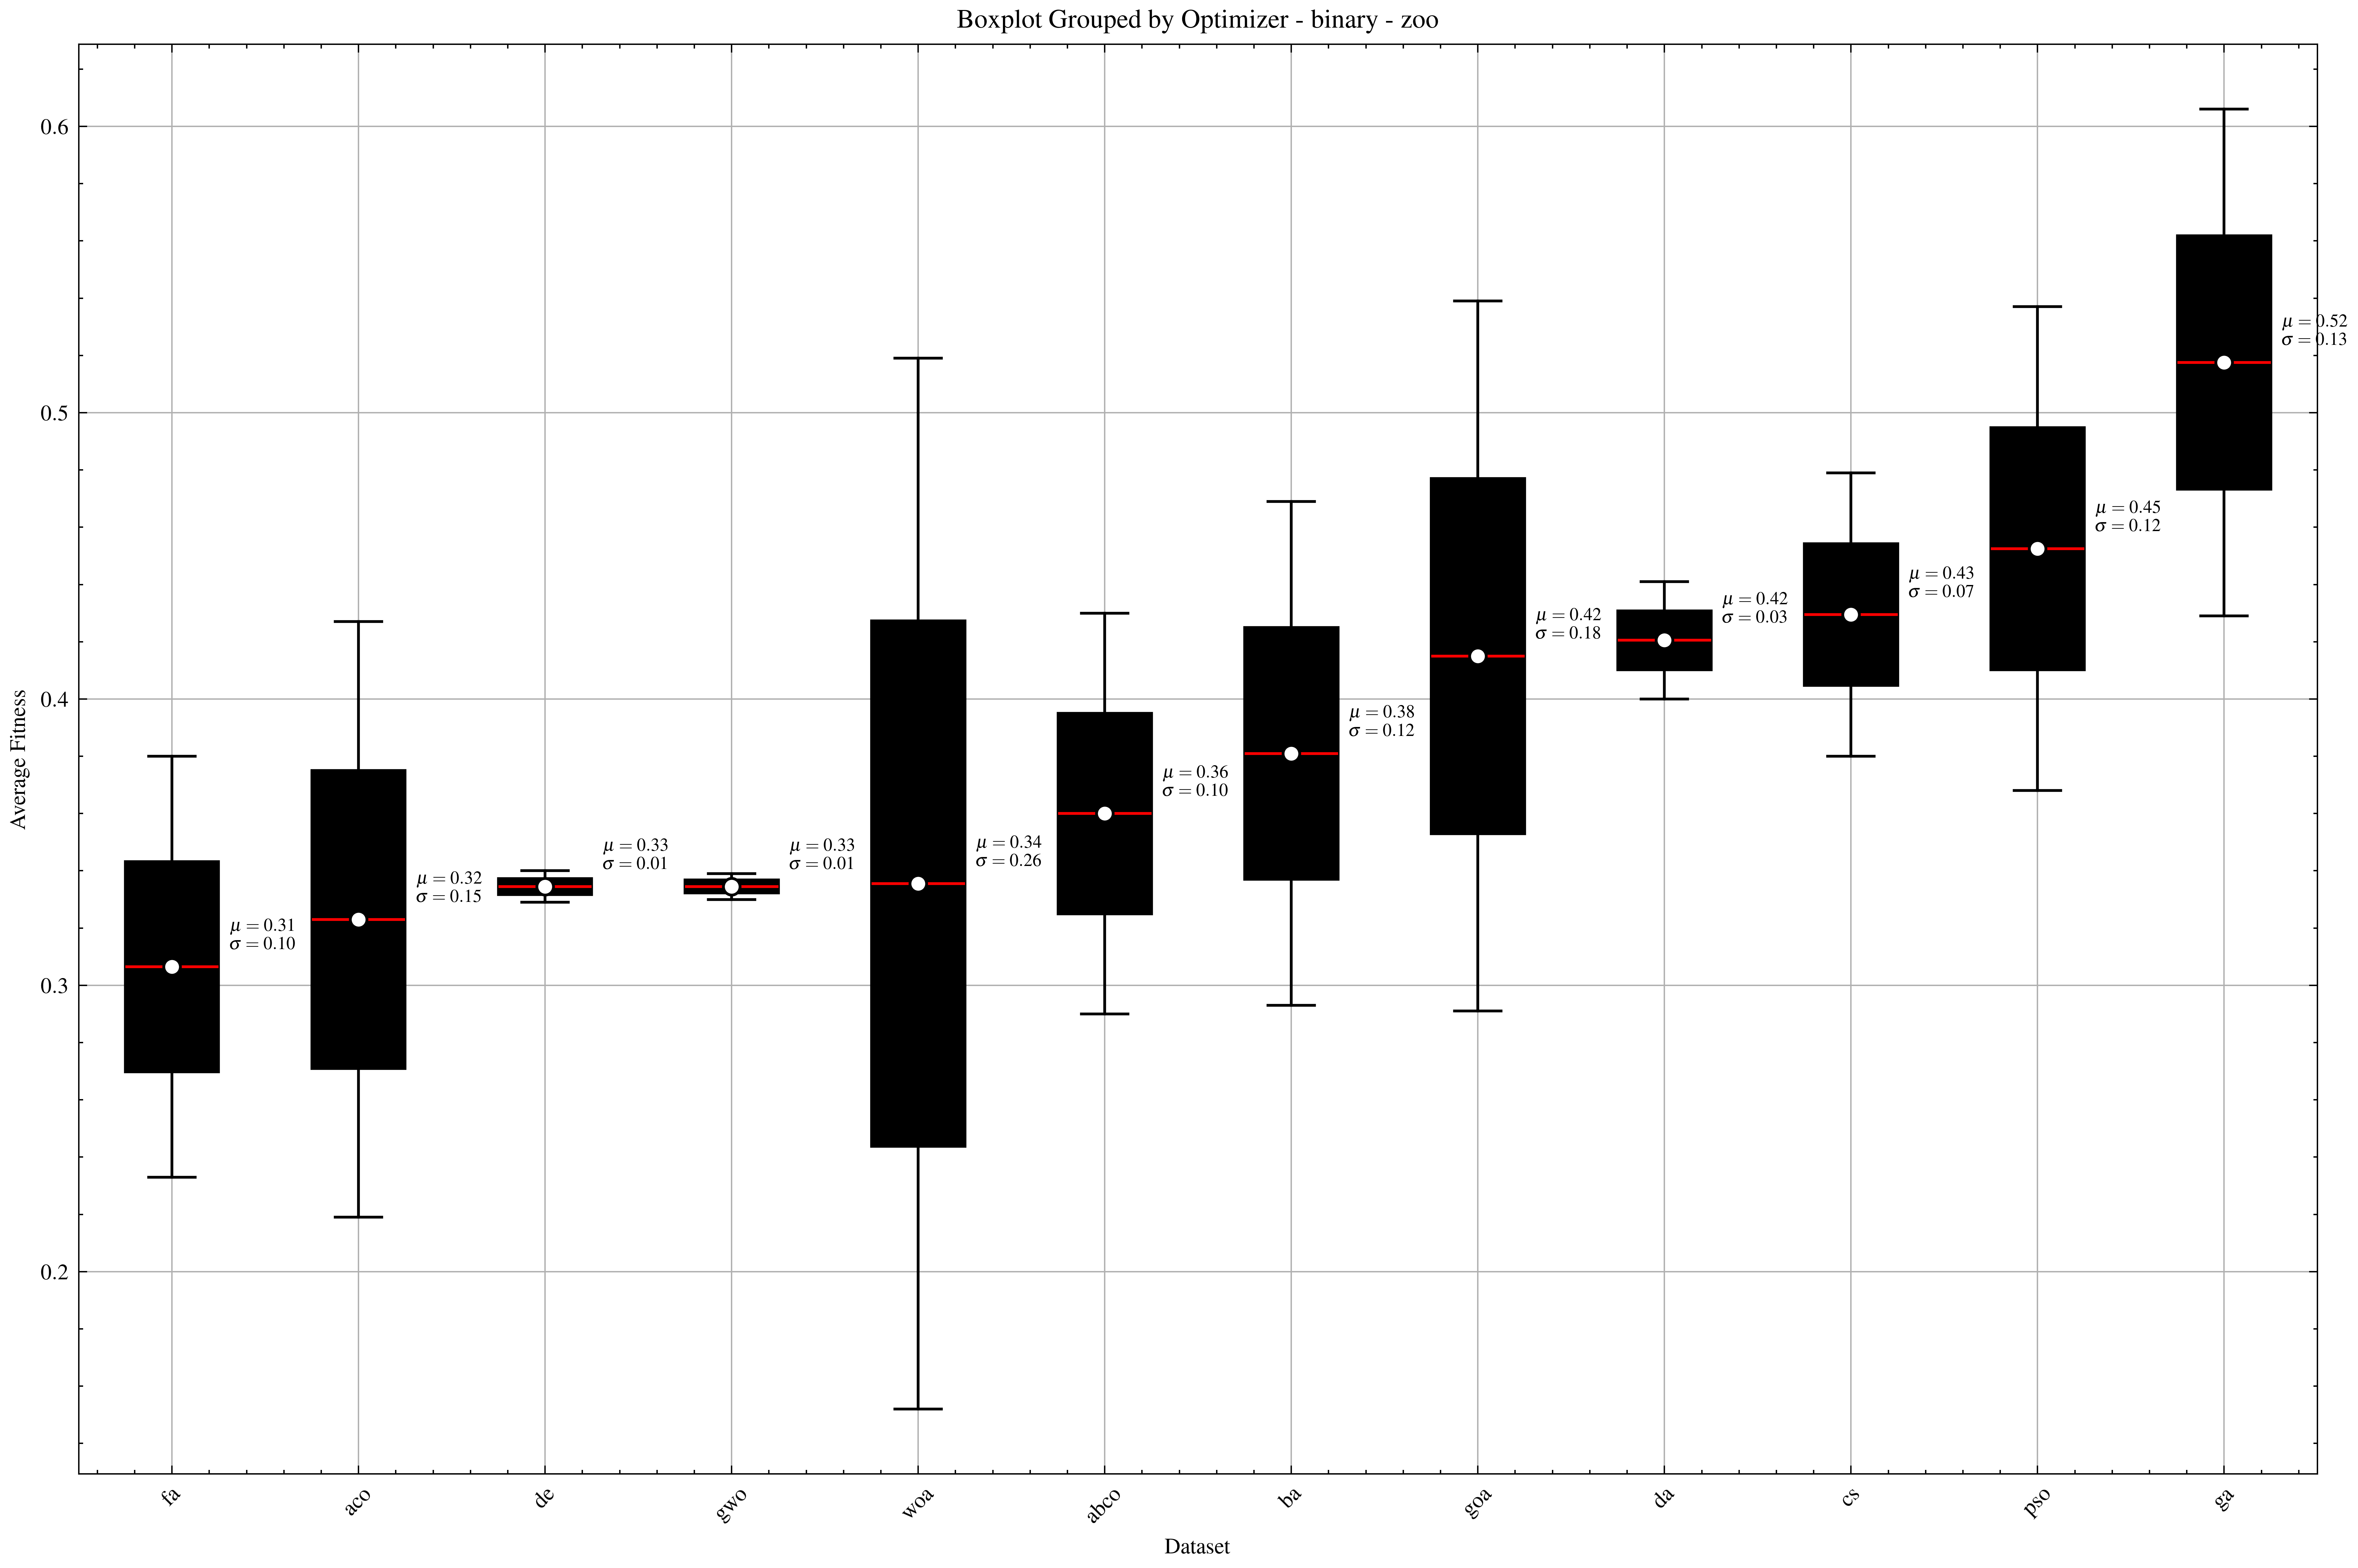 Boxplot Grouped by Optimizer - binary - zoo
Average Fitness
0.6
0.5
0.4
0.3
0.2
μ = 0.31
σ = 0.10
μ = 0.32
σ = 0.15
μ = 0.33
σ = 0.01
μ = 0.33
σ = 0.01
μ = 0.34
σ = 0.26
μ = 0.36
σ = 0.10
μ = 0.38
σ = 0.12
μ = 0.42
σ = 0.18
μ = 0.42
σ = 0.03
μ = 0.43
σ = 0.07
μ = 0.45
σ = 0.12
μ = 0.52
σ = 0.13
fa
aco
de
gwo
woa
abco
ba
goa
da
cs
pso
ga
Dataset